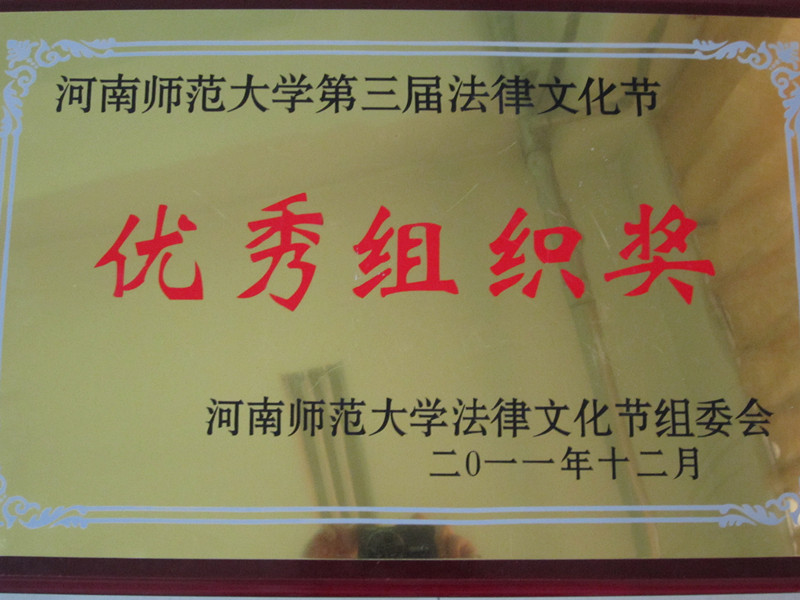 河南师范大学第三届法律文化节
优秀组织奖
河南师范大学法律文化节组委会
二0一一年十二月